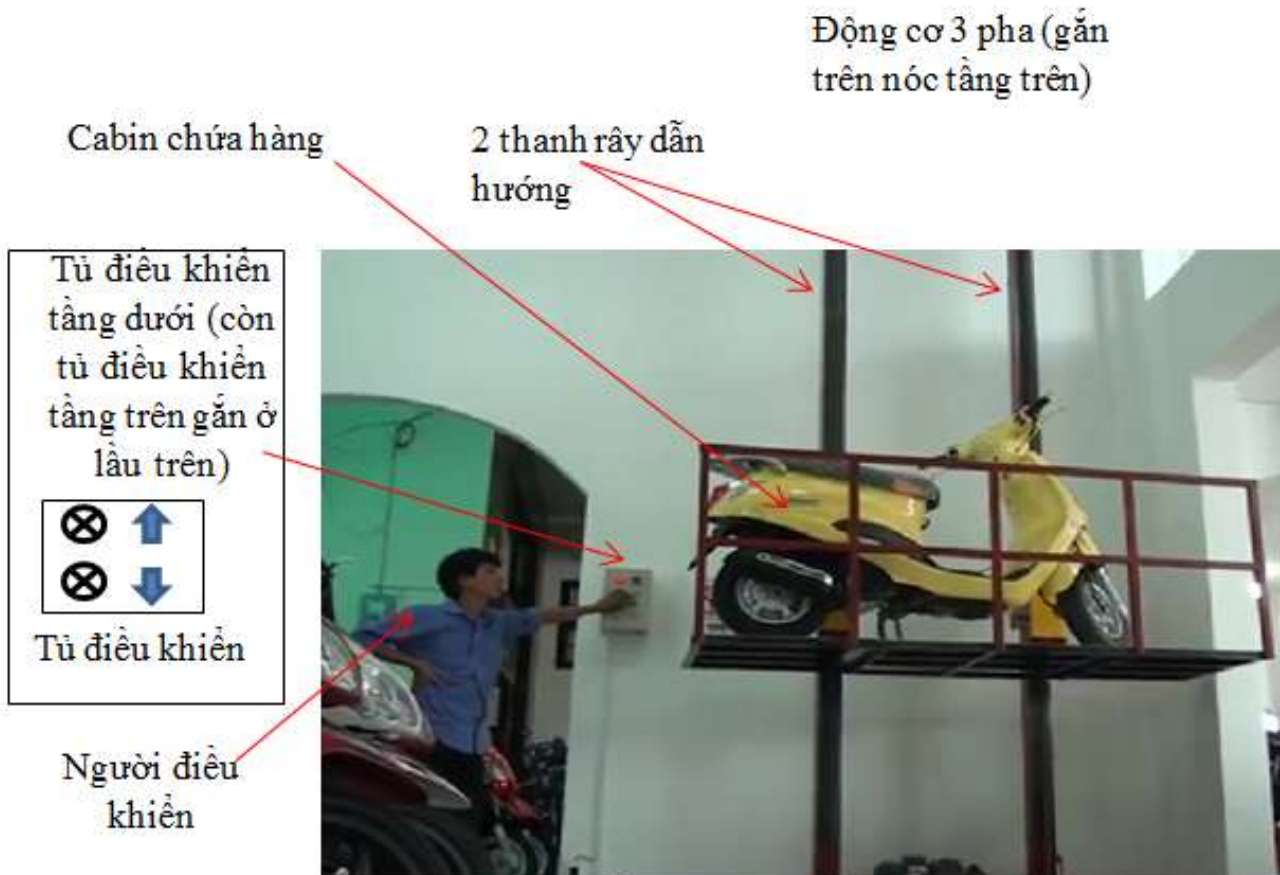 Động cơ 3 pha (gắn
trên nóc tầng trên)
Cabin chứa hàng
2 thanh rây dẫn
hướng
Tủ điều khiển
tầng dưới (còn
tủ điều khiển
tầng trên gắn ở
lầu trên)
Tủ điều khiển
Người điều
khiển